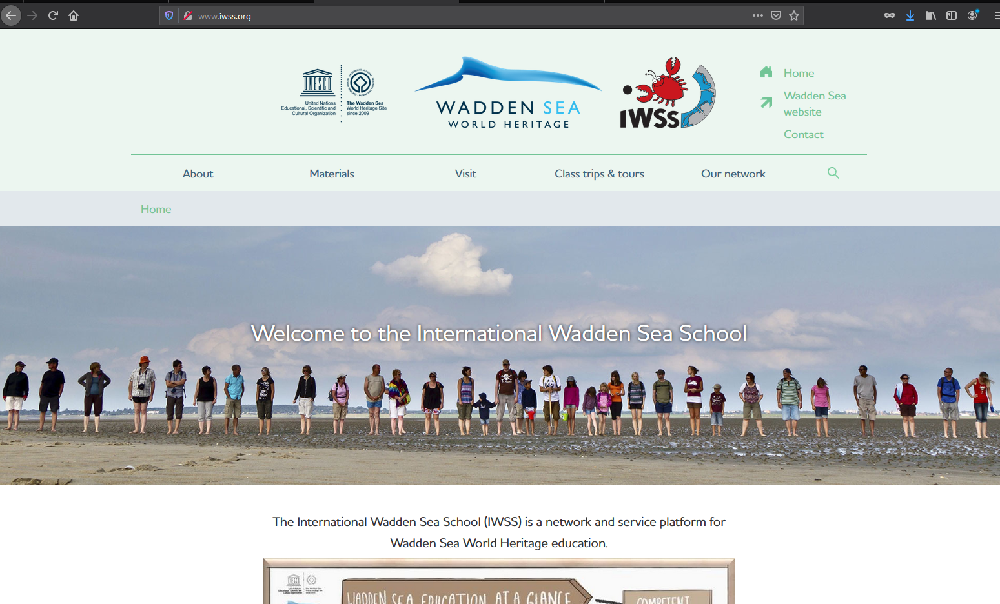 www.iwss.org
UNESCO
United Nations
Educational, Scientific and
Cultural Organization
The Wadden Sea
World Heritage Site
since 2009
WADDEN SEA
WORLD HERITAGE
IWSS
Home
Wadden Sea
website
Contact
About
Materials
Visit
Class trips & tours
Our network
Home
Welcome to the International Wadden Sea School
The International Wadden Sea School (IWSS) is a network and service platform for
Wadden Sea World Heritage education.
WADDEN SEA EDUCATION AT A GLANCE
COMPETENT